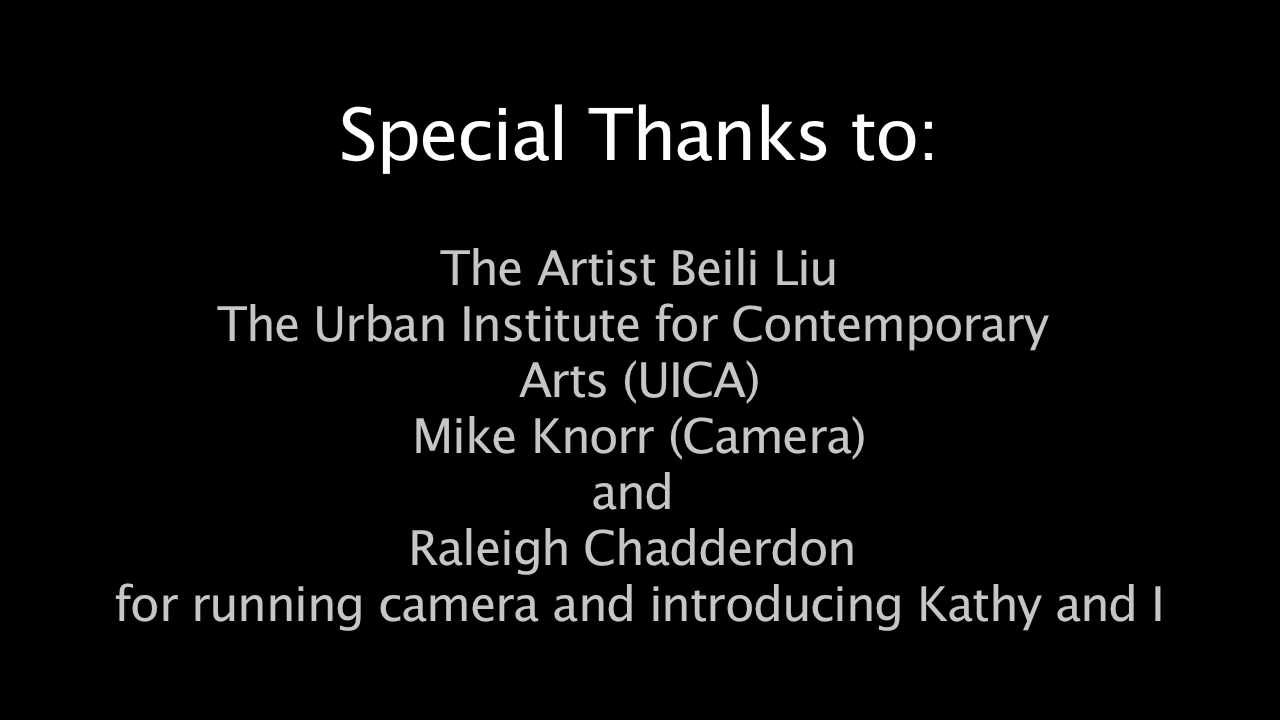 Special Thanks to:
The Artist Beili Liu
The Urban Institute for Contemporary
Arts (UICA)
Mike Knorr (Camera)
and
Raleigh Chadderdon
for running camera and introducing Kathy and I